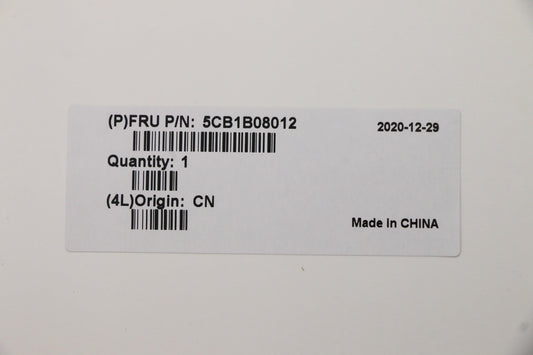 (P)FRU P/N: 5CB1B08012
2020-12-29
Quantity: 1
(4L)Origin: CN
Made in CHINA